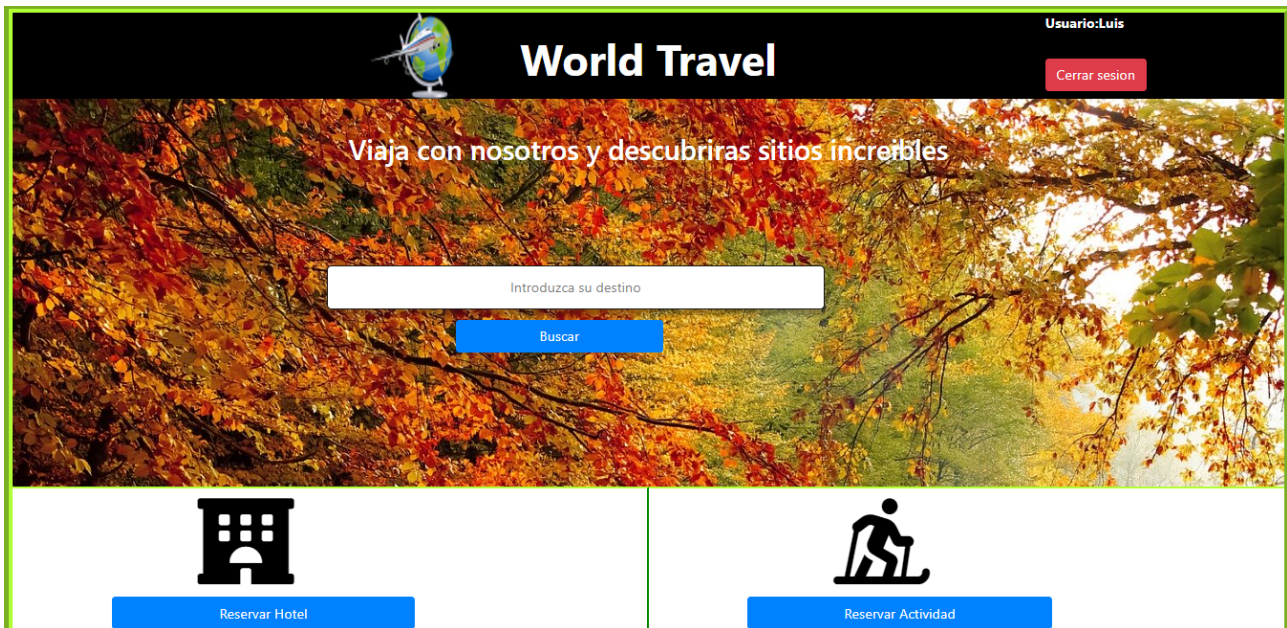 Usuario:Luis
World Travel
Cerrar sesion
Viaja con nosotros y descubriras sitios increibles
Introduzca su destino
Buscar
Reservar Hotel
Reservar Actividad